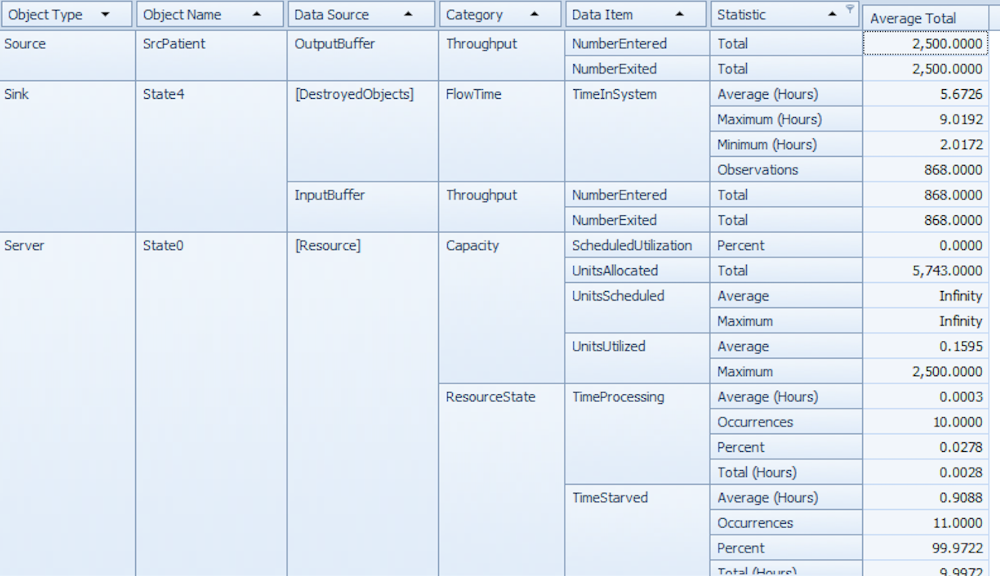 Object Type Object Name Data Source Category Data Item Statistic Average Total
Source SrcPatient OutputBuffer Throughput NumberEntered Total 2,500.0000
NumberExited Total 2,500.0000
Sink State4 [DestroyedObjects] FlowTime TimeInSystem Average (Hours) 5.6726
Maximum (Hours) 9.0192
Minimum (Hours) 2.0172
Observations 868.0000
InputBuffer Throughput NumberEntered Total 868.0000
NumberExited Total 868.0000
Server State0 [Resource] Capacity ScheduledUtilization Percent 0.0000
UnitsAllocated Total 5,743.0000
UnitsScheduled Average Infinity
Maximum Infinity
UnitsUtilized Average 0.1595
Maximum 2,500.0000
ResourceState TimeProcessing Average (Hours) 0.0003
Occurrences 10.0000
Percent 0.0278
Total (Hours) 0.0028
TimeStarved Average (Hours) 0.9088
Occurrences 11.0000
Percent 99.9722
Total (Hours) 9.9972